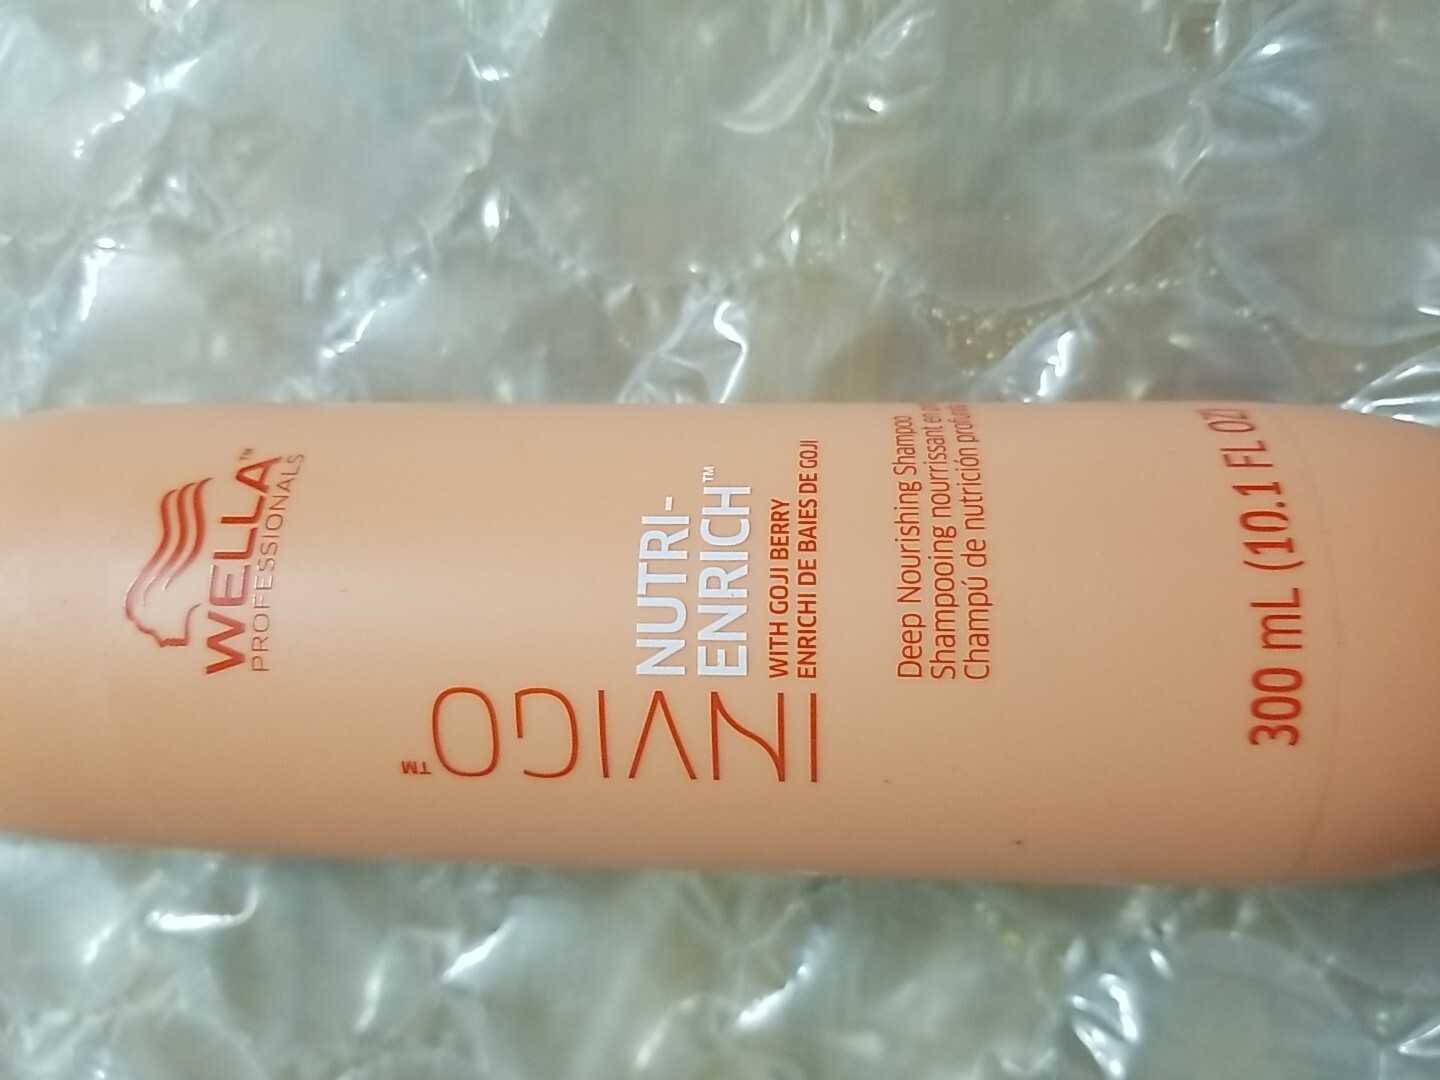 WELLA™
PROFESSIONALS
INVIGO™
NUTRI-
ENRICH™
WITH GOJI BERRY
ENRICHI DE BAIES DE GOJI
Deep Nourishing Shampoo
Shampooing nourrissant en
Champú de nutrición
300 mL (10.1 FL OZ)